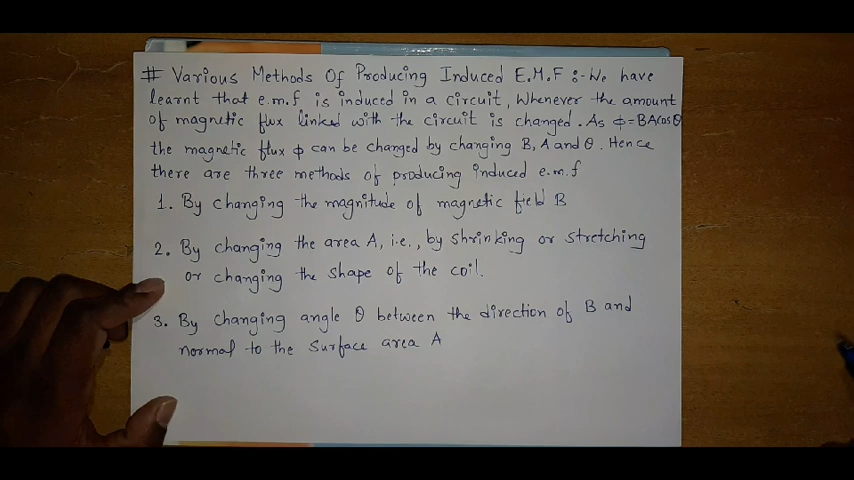 # Various Methods Of Producing Induced E.M.F :- We have
learnt that e.m.f is induced in a circuit, Whenever the amount
of magnetic flux linked with the circuit is changed. As ϕ=BACosθ
the magnetic flux ϕ can be changed by changing B, A and θ. Hence
there are three methods of producing induced e.m.f
1. By changing the magnitude of magnetic field B
2. By changing the area A, i.e., by shrinking or stretching
or changing the shape of the coil.
3. By changing angle θ between the direction of B and
normal to the surface area A